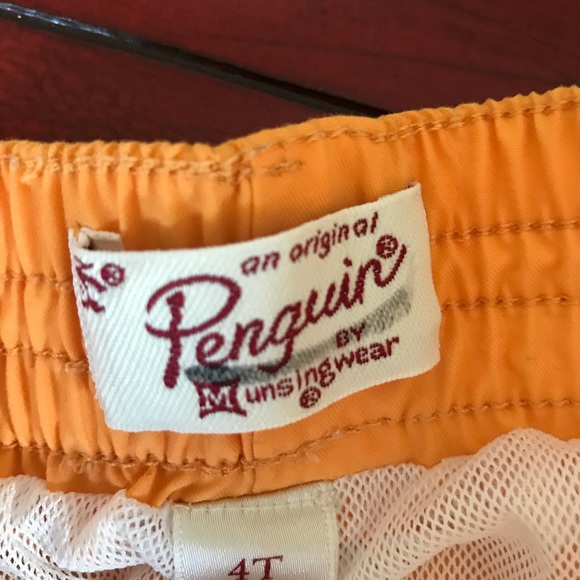 an original
Penguin®
BY
Munsingwear
®
4T